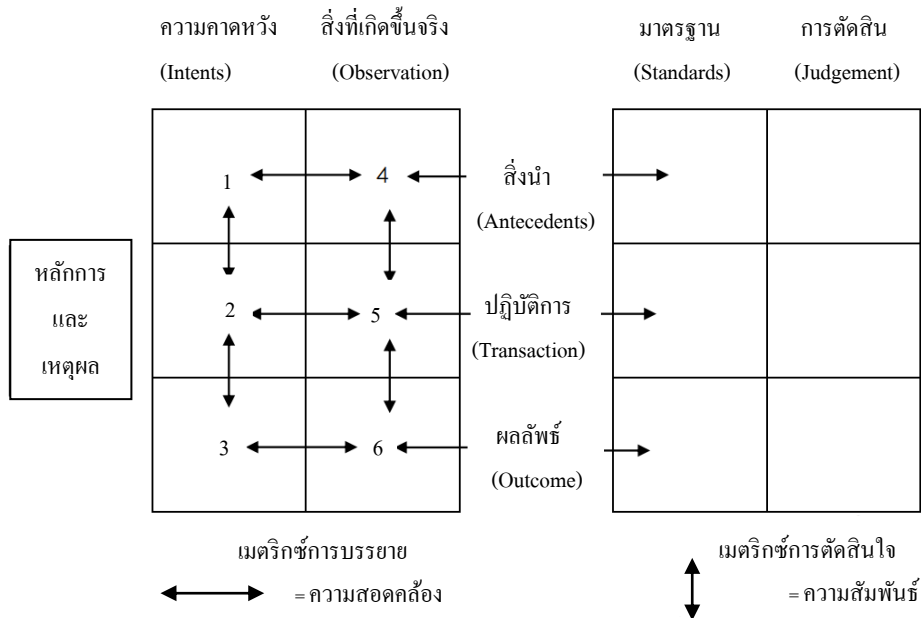 ความคาดหวัง สิ่งที่เกิดขึ้นจริง มาตรฐาน การตัดสิน
(Intents) (Observation) (Standards) (Judgement)
1 4 สิ่งนำ
(Antecedents)
หลักการ
และ
เหตุผล
2 5 ปฏิบัติการ
(Transaction)
3 6 ผลลัพธ์
(Outcome)
เมตริกซ์การบรรยาย เมตริกซ์การตัดสินใจ
= ความสอดคล้อง = ความสัมพันธ์